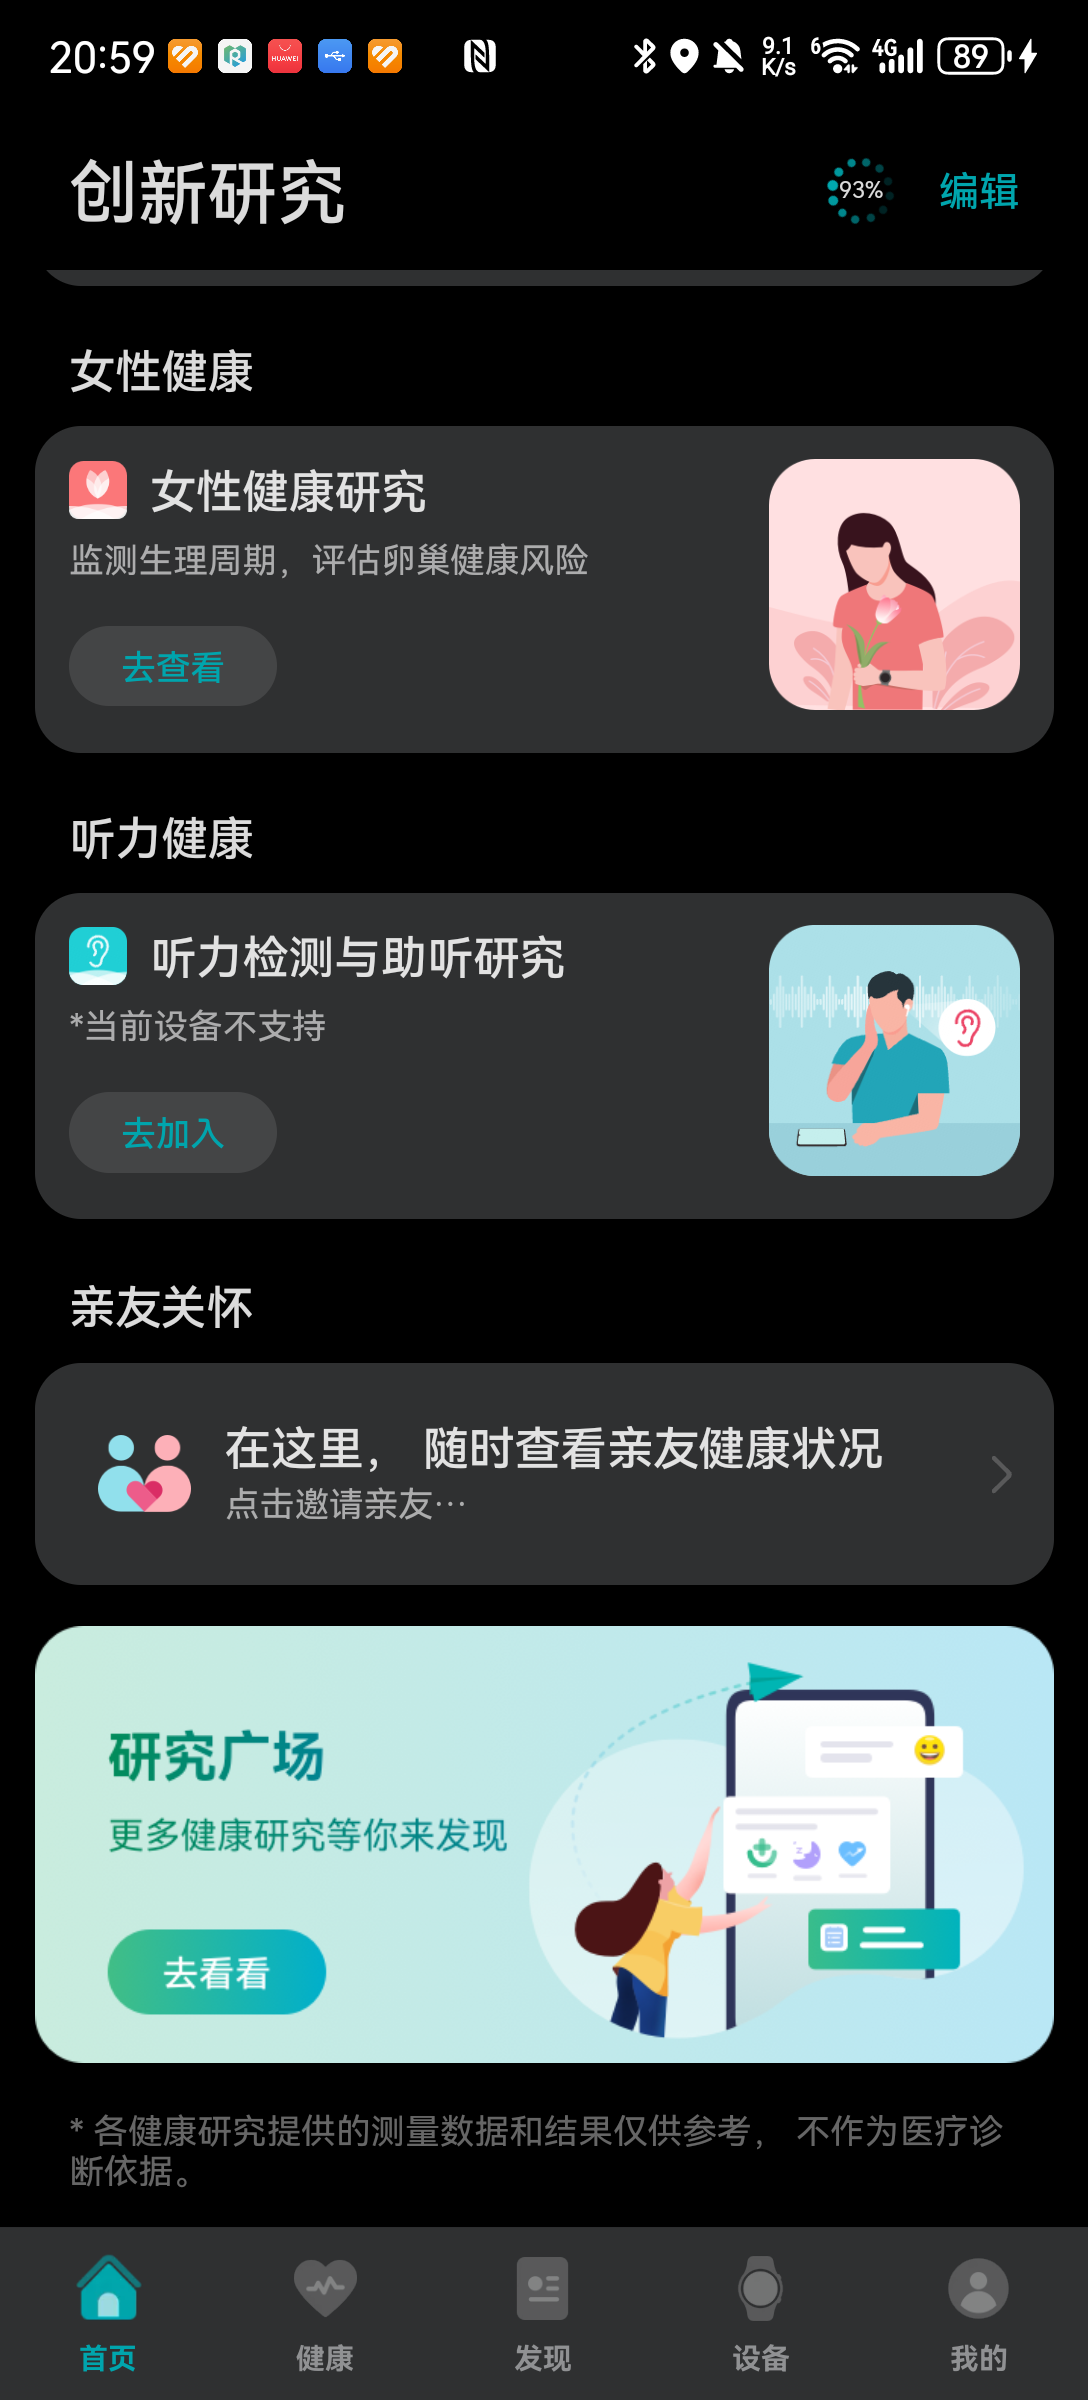 20:59
HUAWEI
9.1
K/s
6
4G
89
创新研究
93%
编辑
女性健康
女性健康研究
监测生理周期，评估卵巢健康风险
去查看
听力健康
听力检测与助听研究
*当前设备不支持
去加入
亲友关怀
在这里，随时查看亲友健康状况
点击邀请亲友···
研究广场
更多健康研究等你来发现
去看看
* 各健康研究提供的测量数据和结果仅供参考，不作为医疗诊
断依据。
首页
健康
发现
设备
我的